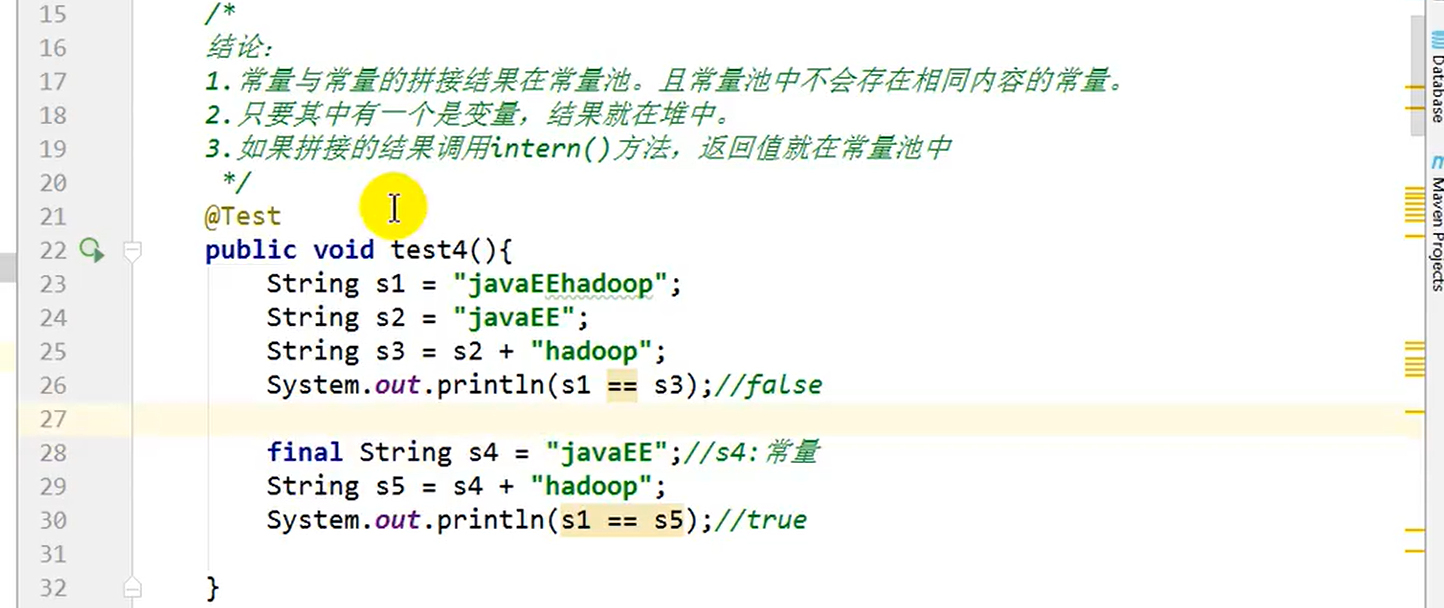 15 /*
16 结论：
17 1.常量与常量的拼接结果在常量池。且常量池中不会存在相同内容的常量。
18 2.只要其中有一个是变量，结果就在堆中。
19 3.如果拼接的结果调用intern()方法，返回值就在常量池中
20 */
21 @Test
22 public void test4(){
23 String s1 = "javaEEhadoop";
24 String s2 = "javaEE";
25 String s3 = s2 + "hadoop";
26 System.out.println(s1 == s3);//false
27
28 final String s4 = "javaEE";//s4:常量
29 String s5 = s4 + "hadoop";
30 System.out.println(s1 == s5);//true
31
32 }
Database
Maven Projects